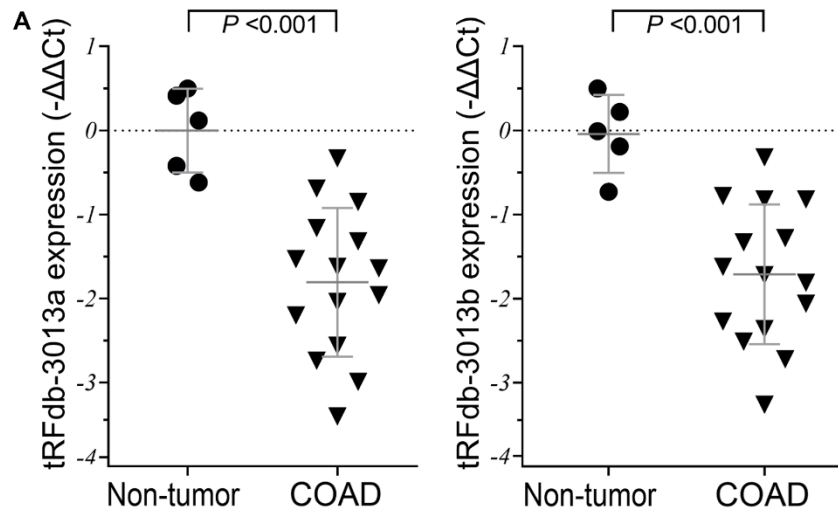 A
P <0.001
tRFdb-3013a expression (-ΔΔCt)
1
0
-1
-2
-3
-4
Non-tumor COAD
P <0.001
tRFdb-3013b expression (-ΔΔCt)
1
0
-1
-2
-3
-4
Non-tumor COAD